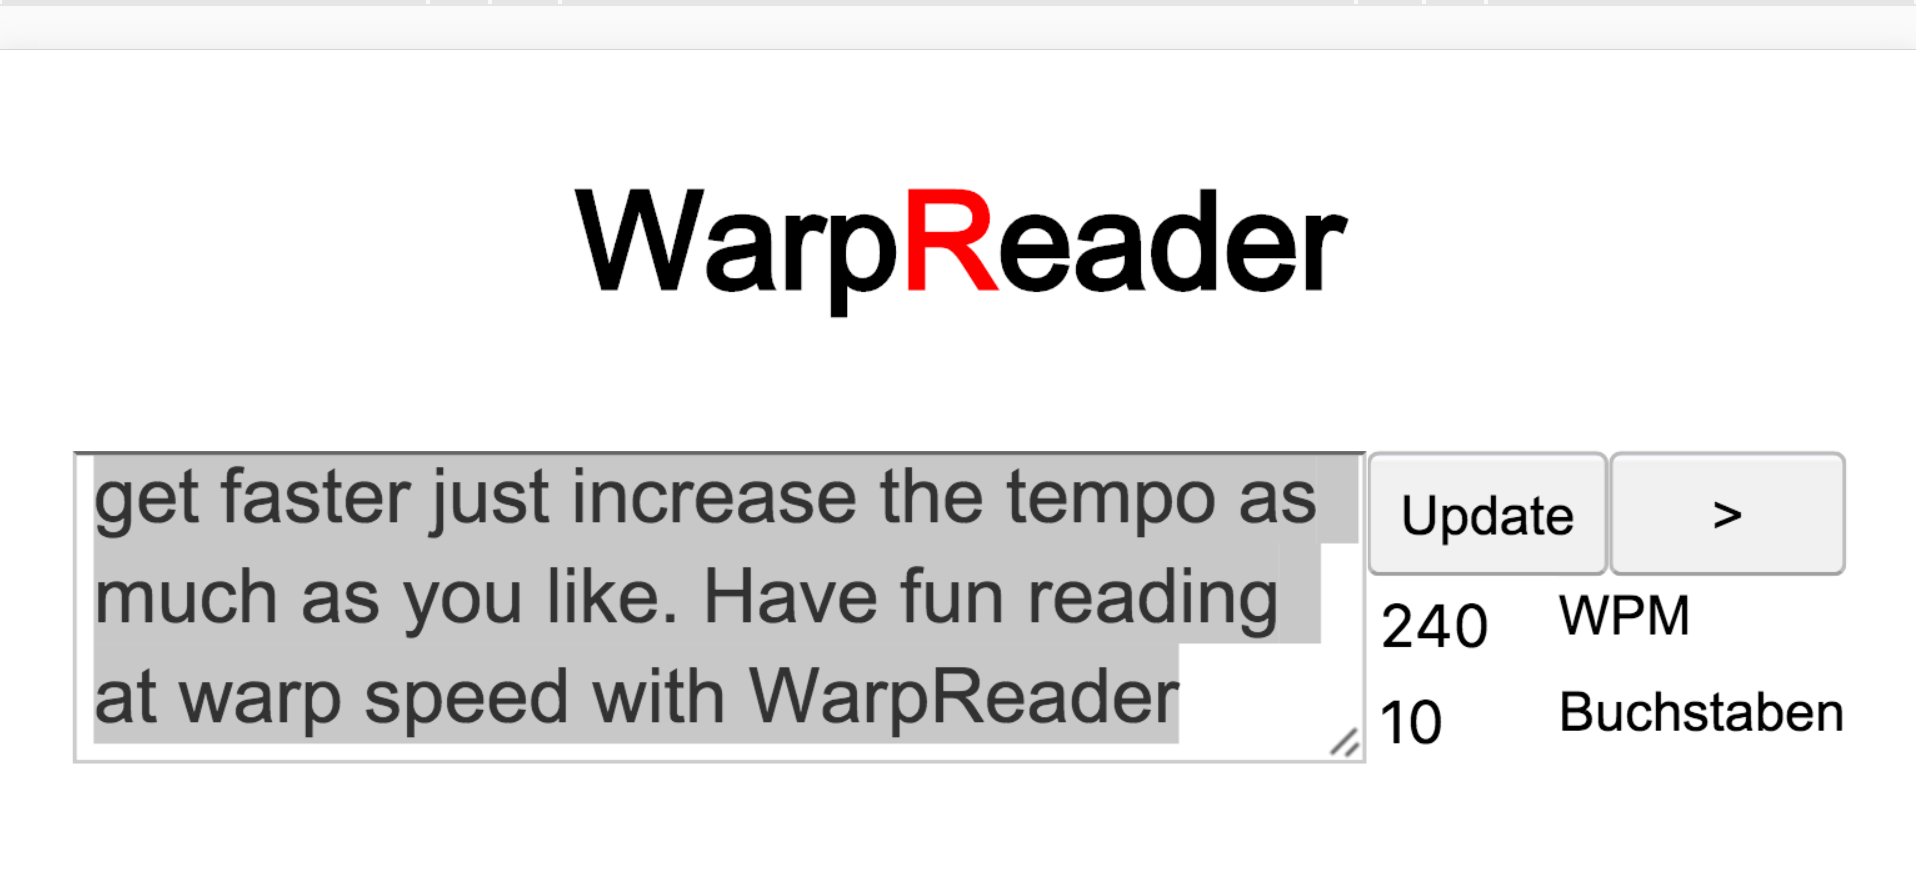 WarpReader
get faster just increase the tempo as
much as you like. Have fun reading
at warp speed with WarpReader
Update
>
240 WPM
10 Buchstaben